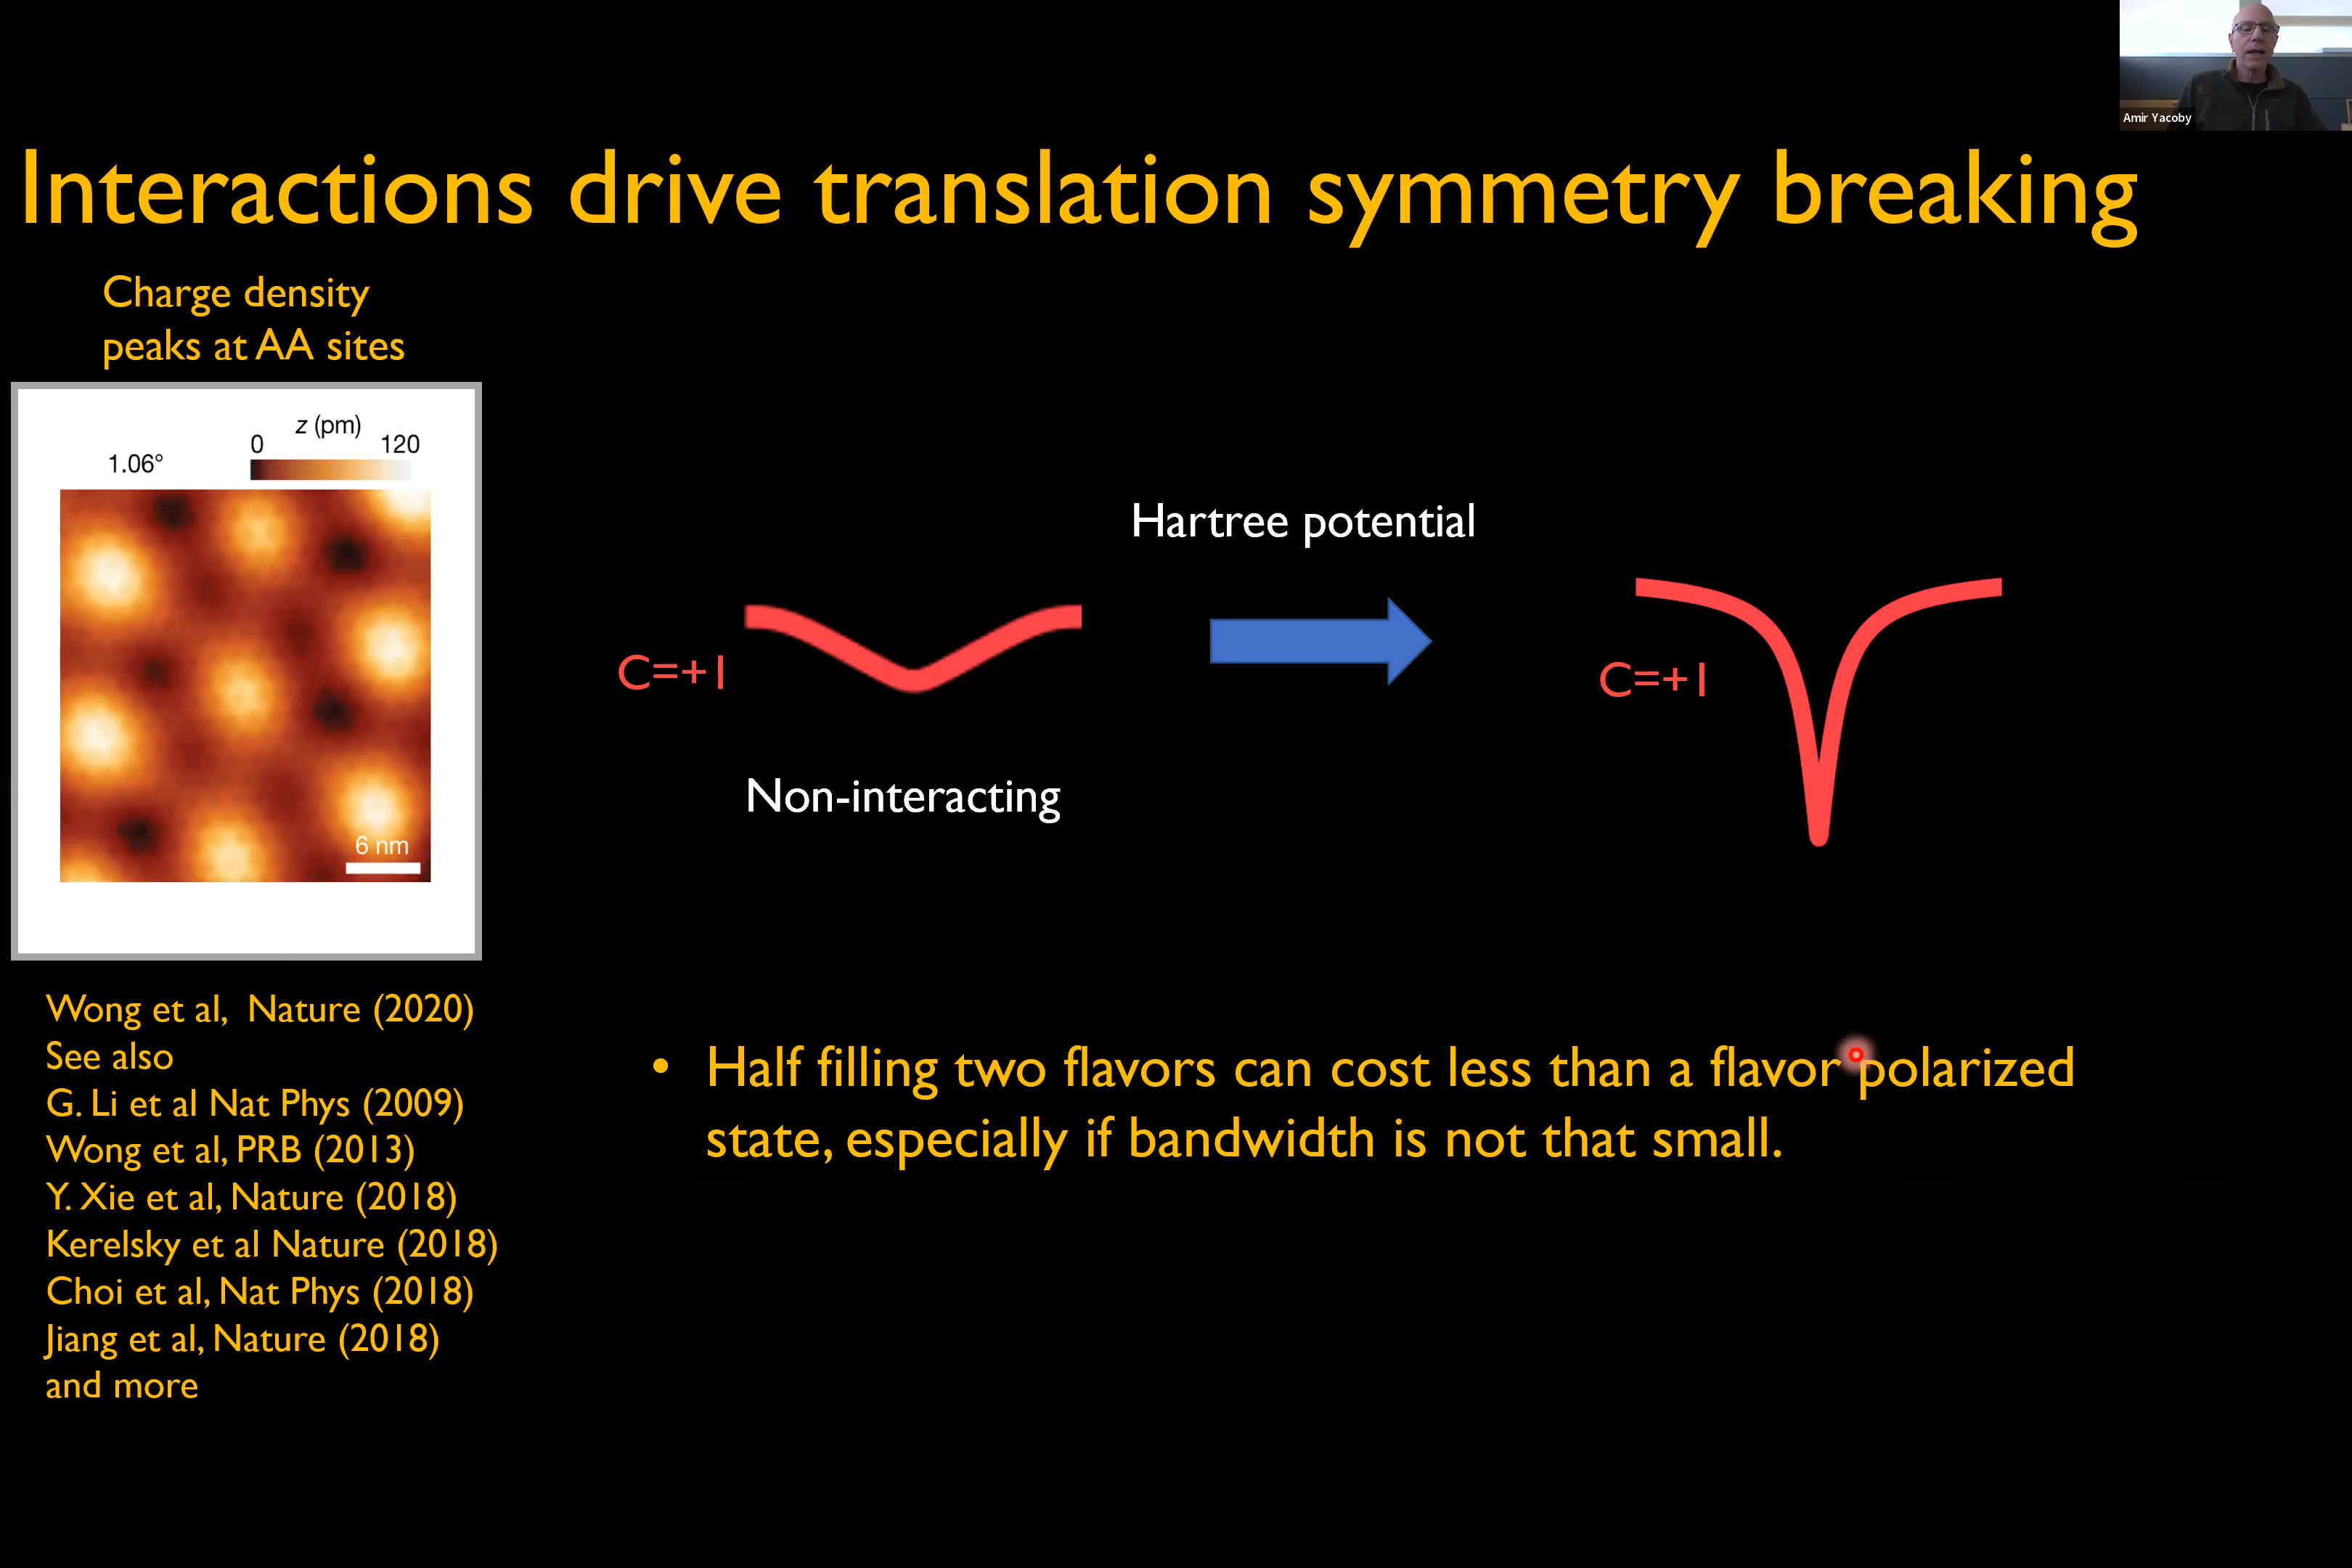 Amir Yacoby
Interactions drive translation symmetry breaking
Charge density
peaks at AA sites
z (pm)
0 120
1.06°
6 nm
Wong et al, Nature (2020)
See also
G. Li et al Nat Phys (2009)
Wong et al, PRB (2013)
Y. Xie et al, Nature (2018)
Kerelsky et al Nature (2018)
Choi et al, Nat Phys (2018)
Jiang et al, Nature (2018)
and more
C=+1
Non-interacting
Hartree potential
C=+1
• Half filling two flavors can cost less than a flavor polarized
state, especially if bandwidth is not that small.